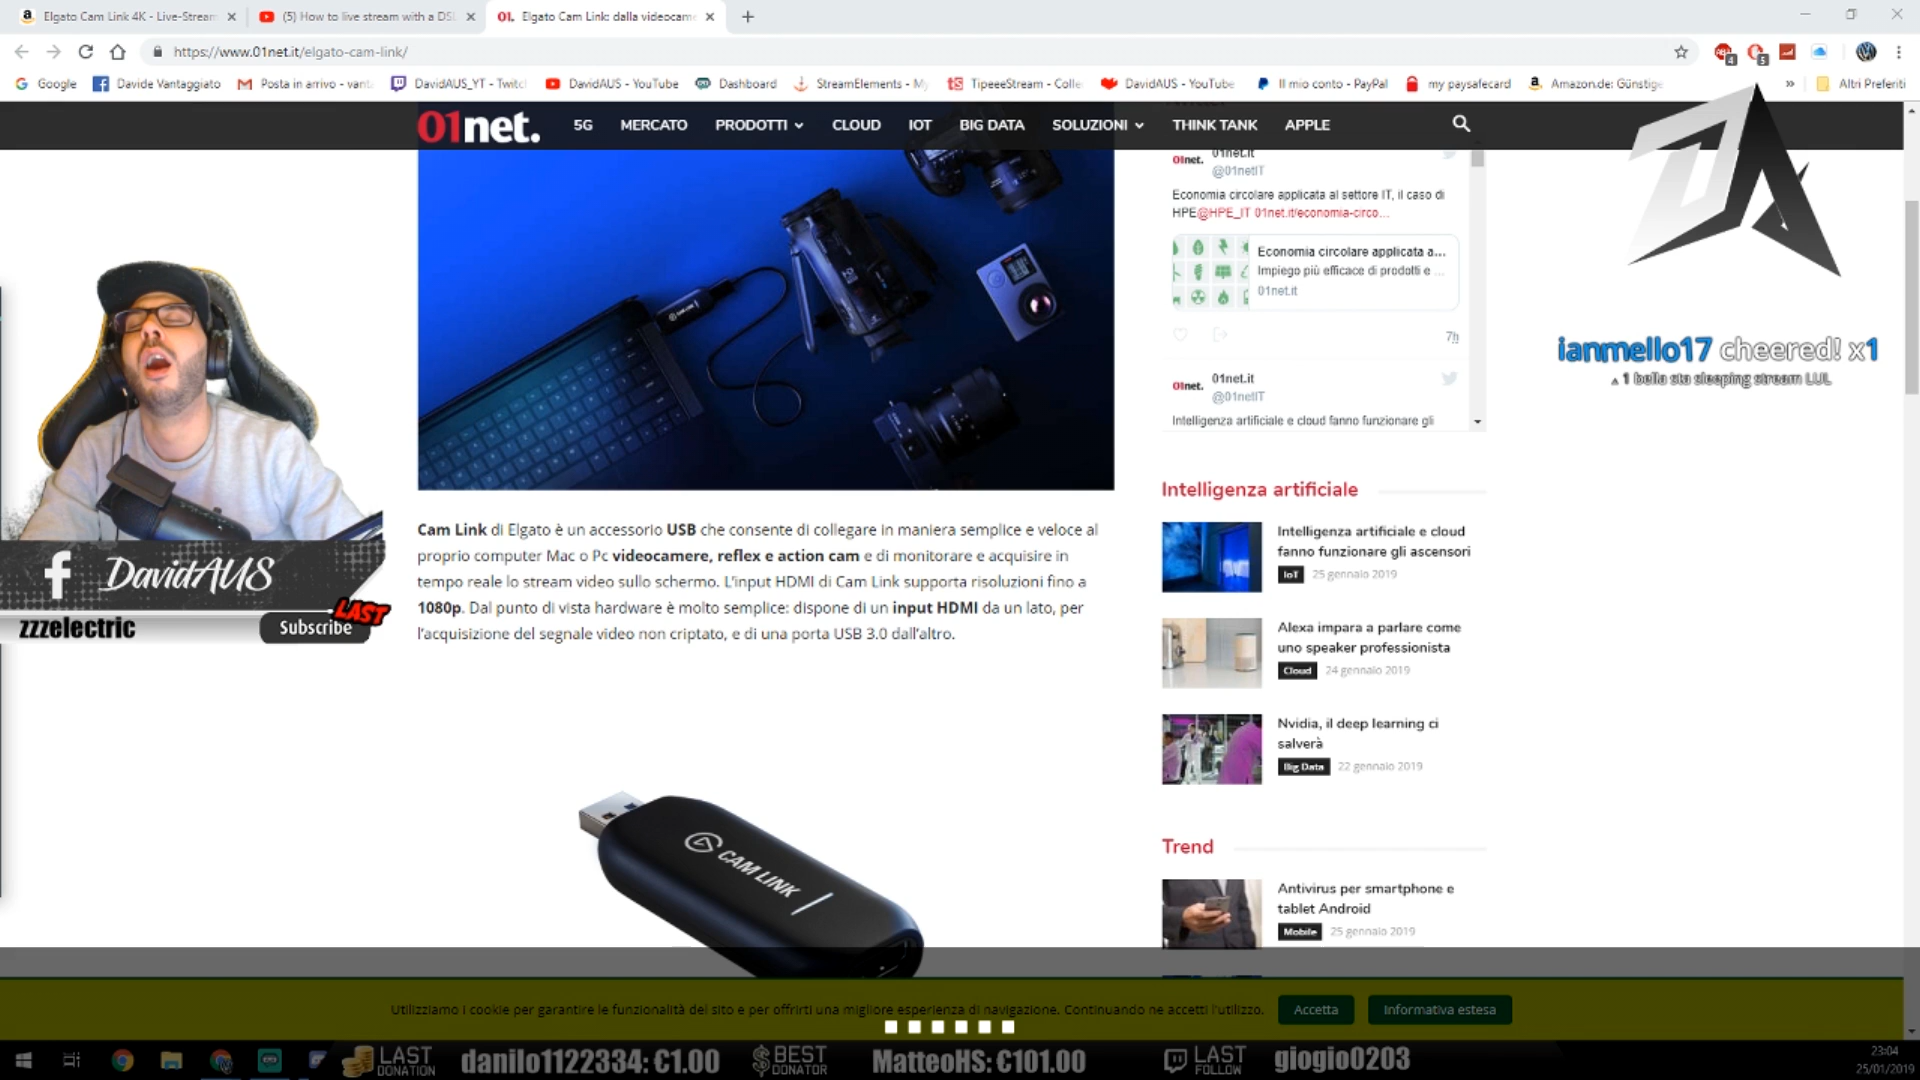 Elgato Cam Link 4K - Live-Stream
(5) How to live stream with a DSL
01. Elgato Cam Link: dalla videocame
https://www.01net.it/elgato-cam-link/
4
5
Google
Davide Vantaggiato
Posta in arrivo - vant
DavidAUS_YT - Twitc
DavidAUS - YouTube
Dashboard
StreamElements - My
TipeeeStream - Colle
DavidAUS - YouTube
Il mio conto - PayPal
my paysafecard
Amazon.de: Günstige
»
Altri Preferiti
01net.
5G
MERCATO
PRODOTTI
CLOUD
IOT
BIG DATA
SOLUZIONI
THINK TANK
APPLE
01net. 01net.it
@01netIT
Economia circolare applicata al settore IT, il caso di
HPE@HPE_IT 01net.it/economia-circo...
Economia circolare applicata a...
Impiego più efficace di prodotti e ...
01net.it
7h
01net. 01net.it
@01netIT
Intelligenza artificiale e cloud fanno funzionare gli
ianmello17 cheered! x1
1 bella sta sleeping stream LUL
Cam Link di Elgato è un accessorio USB che consente di collegare in maniera semplice e veloce al
proprio computer Mac o Pc videocamere, reflex e action cam e di monitorare e acquisire in
tempo reale lo stream video sullo schermo. L'input HDMI di Cam Link supporta risoluzioni fino a
1080p. Dal punto di vista hardware è molto semplice: dispone di un input HDMI da un lato, per
l'acquisizione del segnale video non criptato, e di una porta USB 3.0 dall'altro.
CAM LINK
Intelligenza artificiale
Intelligenza artificiale e cloud
fanno funzionare gli ascensori
IoT 25 gennaio 2019
Alexa impara a parlare come
uno speaker professionista
Cloud 24 gennaio 2019
Nvidia, il deep learning ci
salverà
Big Data 22 gennaio 2019
Trend
Antivirus per smartphone e
tablet Android
Mobile 25 gennaio 2019
f DavidAUS
zzzelectric
LAST
Subscribe
Utilizziamo i cookie per garantire le funzionalità del sito e per offrirti una migliore esperienza di navigazione. Continuando ne accetti l'utilizzo.
Accetta
Informativa estesa
LAST
DONATION
danilo1122334: €1.00
BEST
DONATOR
MatteoHS: €101.00
LAST
FOLLOW
giogio0203
23:04
25/01/2019